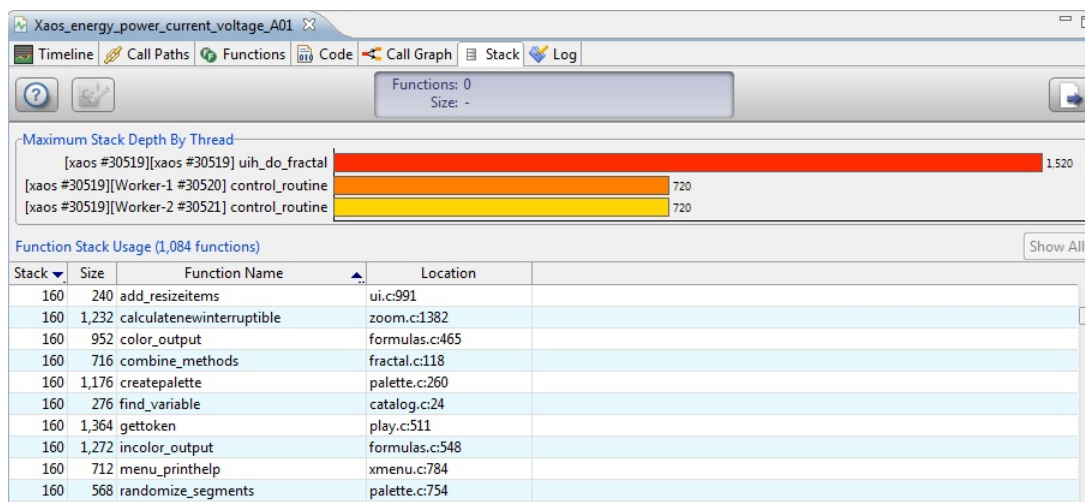 Xaos_energy_power_current_voltage_A01
Timeline Call Paths Functions Code Call Graph Stack Log
Functions: 0
Size: -
Maximum Stack Depth By Thread
[xaos #30519][xaos #30519] uih_do_fractal 1,520
[xaos #30519][Worker-1 #30520] control_routine 720
[xaos #30519][Worker-2 #30521] control_routine 720
Function Stack Usage (1,084 functions) Show All
Stack Size Function Name Location
160 240 add_resizeitems ui.c:991
160 1,232 calculatenewinterruptible zoom.c:1382
160 952 color_output formulas.c:465
160 716 combine_methods fractal.c:118
160 1,176 createpalette palette.c:260
160 276 find_variable catalog.c:24
160 1,364 gettoken play.c:511
160 1,272 incolor_output formulas.c:548
160 712 menu_printhelp xmenu.c:784
160 568 randomize_segments palette.c:754